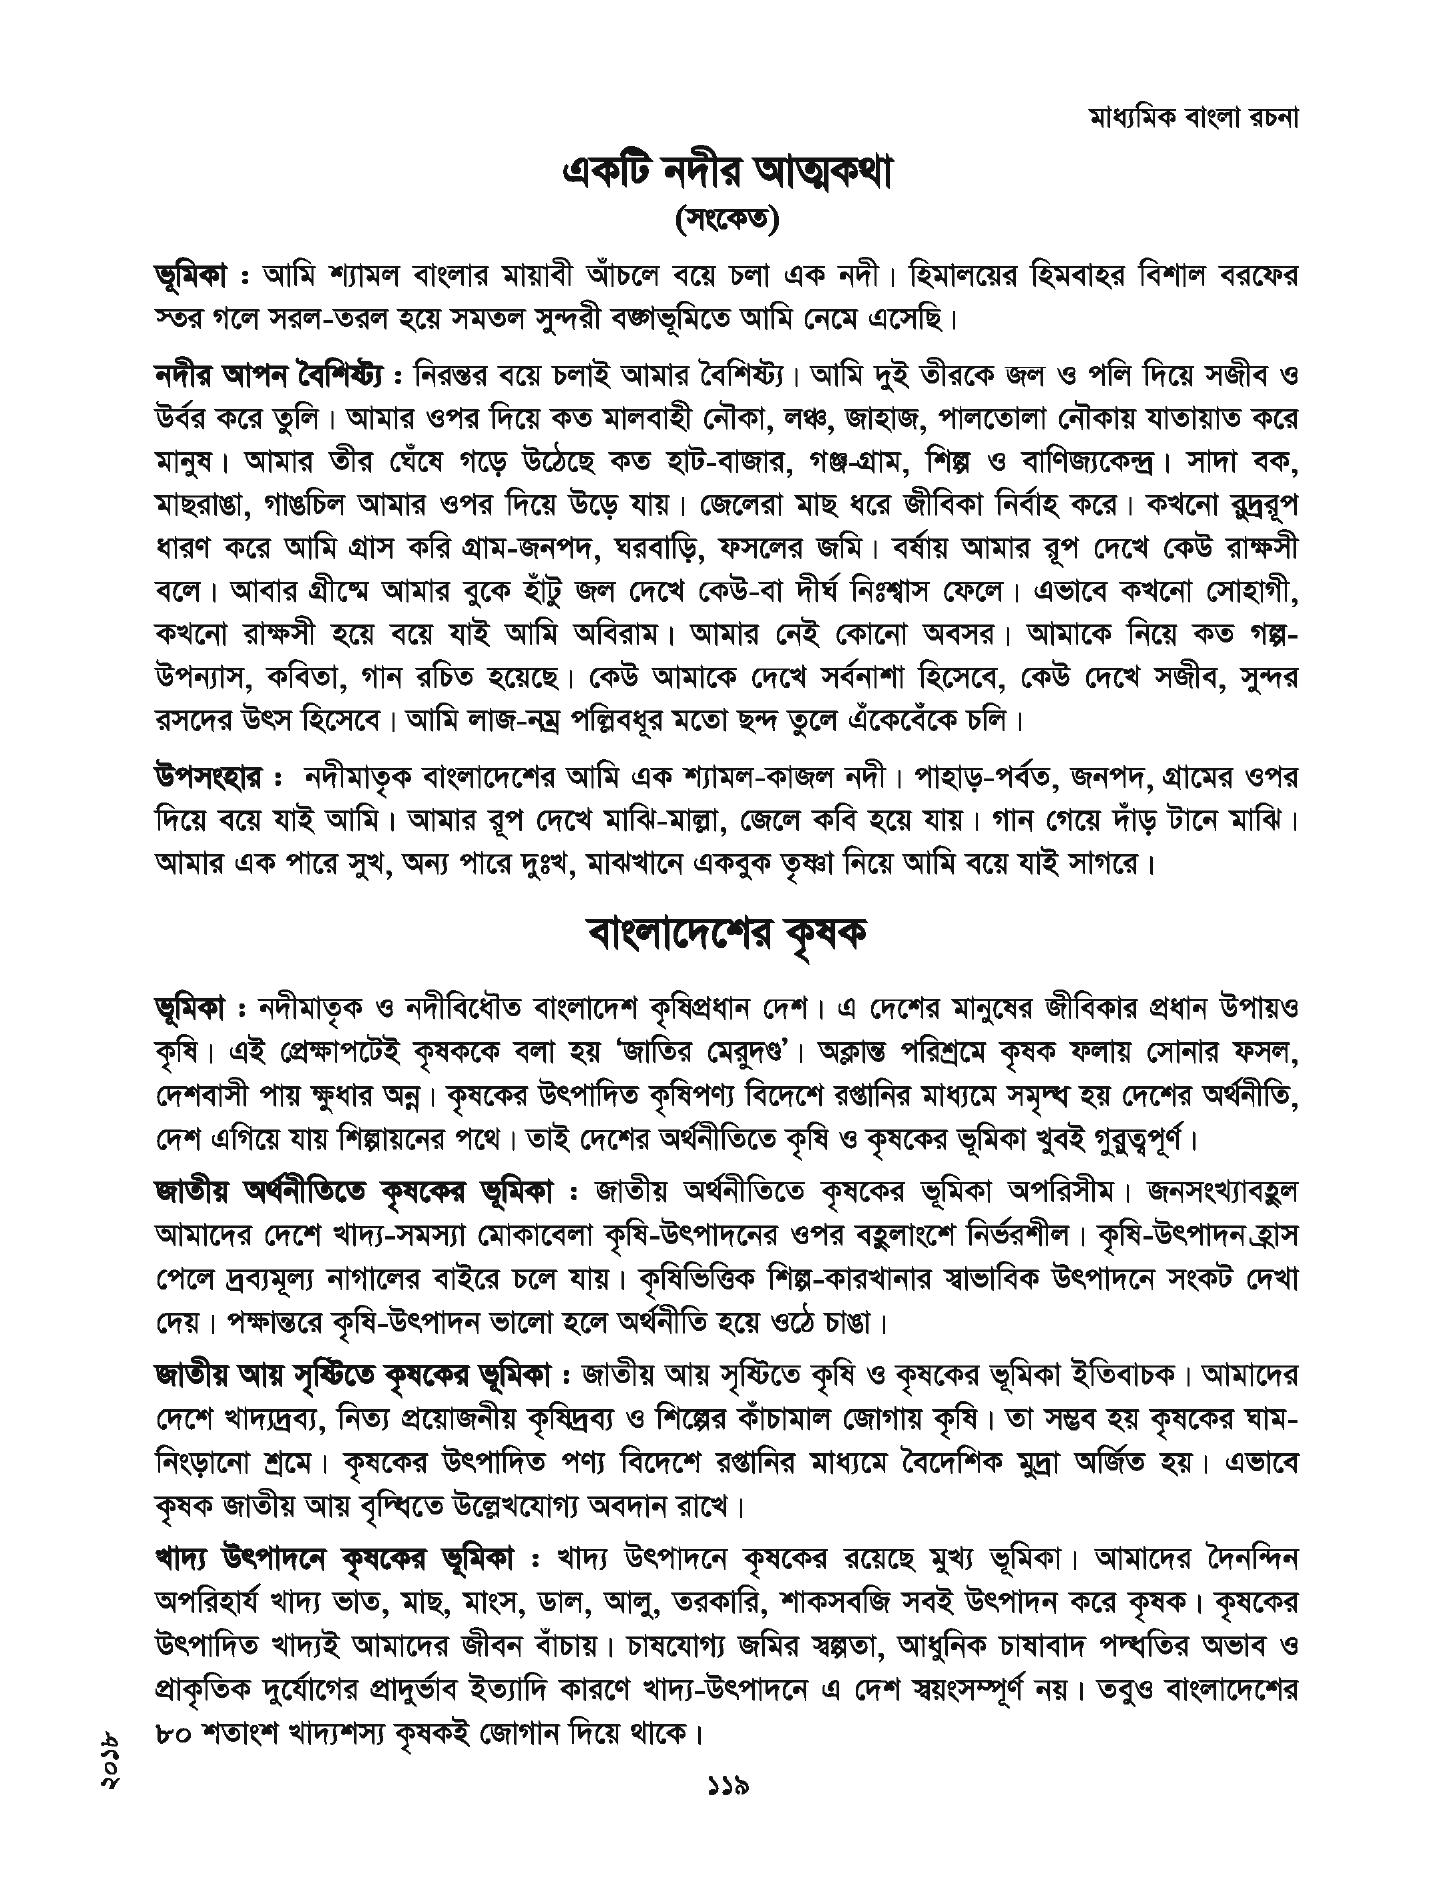 মাধ্যমিক বাংলা রচনা
একটি নদীর আত্মকথা
(সংকেত)
ভূমিকা : আমি শ্যামল বাংলার মায়াবী আঁচলে বয়ে চলা এক নদী। হিমালয়ের হিমবাহর বিশাল বরফের
স্তর গলে সরল-তরল হয়ে সমতল সুন্দরী বঙ্গভূমিতে আমি নেমে এসেছি।
নদীর আপন বৈশিষ্ট্য : নিরন্তর বয়ে চলাই আমার বৈশিষ্ট্য। আমি দুই তীরকে জল ও পলি দিয়ে সজীব ও
উর্বর করে তুলি। আমার ওপর দিয়ে কত মালবাহী নৌকা, লঞ্চ, জাহাজ, পালতোলা নৌকায় যাতায়াত করে
মানুষ। আমার তীর ঘেঁষে গড়ে উঠেছে কত হাট-বাজার, গঞ্জ-গ্রাম, শিল্প ও বাণিজ্যকেন্দ্র। সাদা বক,
মাছরাঙা, গাঙচিল আমার ওপর দিয়ে উড়ে যায়। জেলেরা মাছ ধরে জীবিকা নির্বাহ করে। কখনো রুদ্ররূপ
ধারণ করে আমি গ্রাস করি গ্রাম-জনপদ, ঘরবাড়ি, ফসলের জমি। বর্ষায় আমার রূপ দেখে কেউ রাক্ষসী
বলে। আবার গ্রীষ্মে আমার বুকে হাঁটু জল দেখে কেউ-বা দীর্ঘ নিঃশ্বাস ফেলে। এভাবে কখনো সোহাগী,
কখনো রাক্ষসী হয়ে বয়ে যাই আমি অবিরাম। আমার নেই কোনো অবসর। আমাকে নিয়ে কত গল্প-
উপন্যাস, কবিতা, গান রচিত হয়েছে। কেউ আমাকে দেখে সর্বনাশা হিসেবে, কেউ দেখে সজীব, সুন্দর
রসদের উৎস হিসেবে। আমি লাজ-নম্র পল্লিবধূর মতো ছন্দ তুলে এঁকেবেঁকে চলি।
উপসংহার : নদীমাতৃক বাংলাদেশের আমি এক শ্যামল-কাজল নদী। পাহাড়-পর্বত, জনপদ, গ্রামের ওপর
দিয়ে বয়ে যাই আমি। আমার রূপ দেখে মাঝি-মাল্লা, জেলে কবি হয়ে যায়। গান গেয়ে দাঁড় টানে মাঝি।
আমার এক পারে সুখ, অন্য পারে দুঃখ, মাঝখানে একবুক তৃষ্ণা নিয়ে আমি বয়ে যাই সাগরে।
বাংলাদেশের কৃষক
ভূমিকা : নদীমাতৃক ও নদীবিধৌত বাংলাদেশ কৃষিপ্রধান দেশ। এ দেশের মানুষের জীবিকার প্রধান উপায়ও
কৃষি। এই প্রেক্ষাপটেই কৃষককে বলা হয় ‘জাতির মেরুদণ্ড’। অক্লান্ত পরিশ্রমে কৃষক ফলায় সোনার ফসল,
দেশবাসী পায় ক্ষুধার অন্ন। কৃষকের উৎপাদিত কৃষিপণ্য বিদেশে রপ্তানির মাধ্যমে সমৃদ্ধ হয় দেশের অর্থনীতি,
দেশ এগিয়ে যায় শিল্পায়নের পথে। তাই দেশের অর্থনীতিতে কৃষি ও কৃষকের ভূমিকা খুবই গুরুত্বপূর্ণ।
জাতীয় অর্থনীতিতে কৃষকের ভূমিকা : জাতীয় অর্থনীতিতে কৃষকের ভূমিকা অপরিসীম। জনসংখ্যাবহুল
আমাদের দেশে খাদ্য-সমস্যা মোকাবেলা কৃষি-উৎপাদনের ওপর বহুলাংশে নির্ভরশীল। কৃষি-উৎপাদন হ্রাস
পেলে দ্রব্যমূল্য নাগালের বাইরে চলে যায়। কৃষিভিত্তিক শিল্প-কারখানার স্বাভাবিক উৎপাদনে সংকট দেখা
দেয়। পক্ষান্তরে কৃষি-উৎপাদন ভালো হলে অর্থনীতি হয়ে ওঠে চাঙা।
জাতীয় আয় সৃষ্টিতে কৃষকের ভূমিকা : জাতীয় আয় সৃষ্টিতে কৃষি ও কৃষকের ভূমিকা ইতিবাচক। আমাদের
দেশে খাদ্যদ্রব্য, নিত্য প্রয়োজনীয় কৃষিদ্রব্য ও শিল্পের কাঁচামাল জোগায় কৃষি। তা সম্ভব হয় কৃষকের ঘাম-
নিংড়ানো শ্রমে। কৃষকের উৎপাদিত পণ্য বিদেশে রপ্তানির মাধ্যমে বৈদেশিক মুদ্রা অর্জিত হয়। এভাবে
কৃষক জাতীয় আয় বৃদ্ধিতে উল্লেখযোগ্য অবদান রাখে।
খাদ্য উৎপাদনে কৃষকের ভূমিকা : খাদ্য উৎপাদনে কৃষকের রয়েছে মুখ্য ভূমিকা। আমাদের দৈনন্দিন
অপরিহার্য খাদ্য ভাত, মাছ, মাংস, ডাল, আলু, তরকারি, শাকসবজি সবই উৎপাদন করে কৃষক। কৃষকের
উৎপাদিত খাদ্যই আমাদের জীবন বাঁচায়। চাষযোগ্য জমির স্বল্পতা, আধুনিক চাষাবাদ পদ্ধতির অভাব ও
প্রাকৃতিক দুর্যোগের প্রাদুর্ভাব ইত্যাদি কারণে খাদ্য-উৎপাদনে এ দেশ স্বয়ংসম্পূর্ণ নয়। তবুও বাংলাদেশের
৮০ শতাংশ খাদ্যশস্য কৃষকই জোগান দিয়ে থাকে।
২০১৮
১১৯